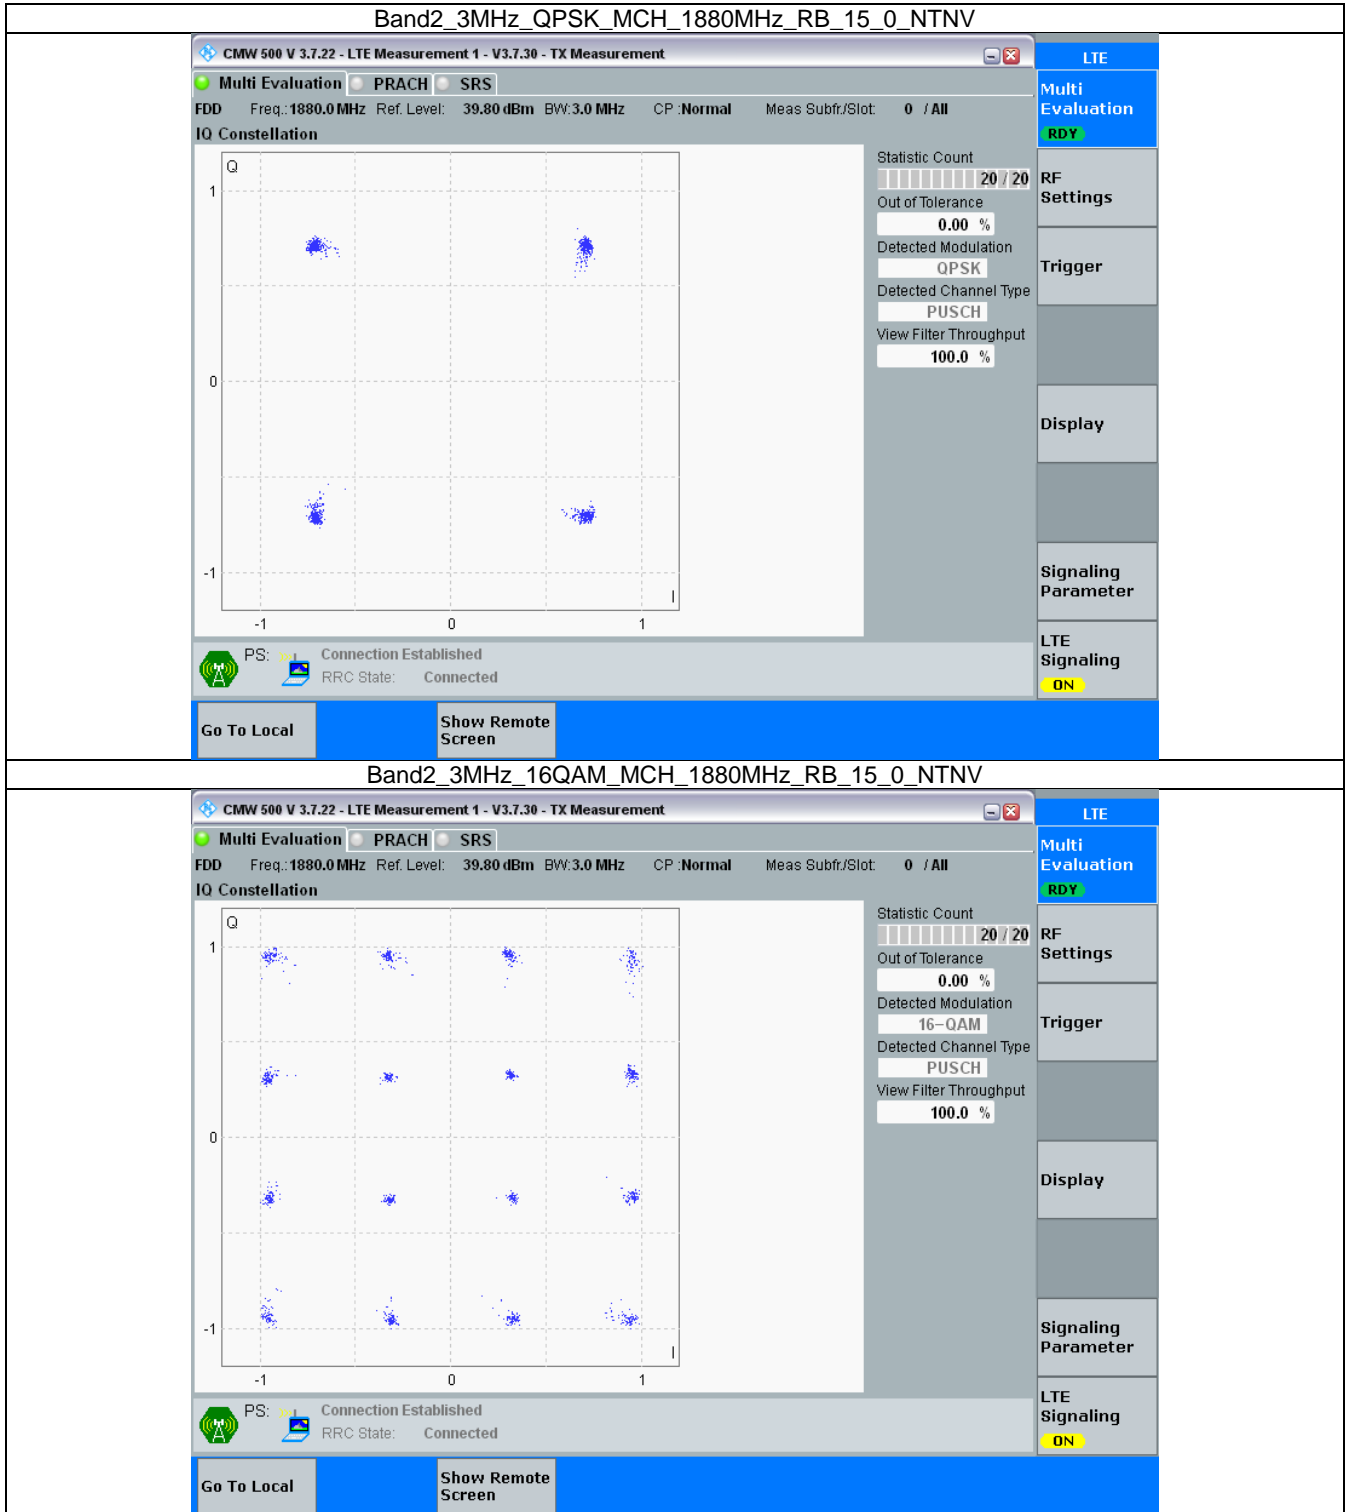 Band2_3MHz_QPSK_MCH_1880MHz_RB_15_0_NTNV
CMW 500 V 3.7.22 - LTE Measurement 1 - V3.7.30 - TX Measurement
LTE
Multi Evaluation PRACH SRS
Multi
Evaluation
RDY
FDD Freq.: 1880.0 MHz Ref. Level: 39.80 dBm BW: 3.0 MHz CP : Normal Meas Subfr./Slot: 0 / All
IQ Constellation
Q
1
0
-1
I
-1 0 1
Statistic Count
20 / 20
Out of Tolerance
0.00 %
Detected Modulation
QPSK
Detected Channel Type
PUSCH
View Filter Throughput
100.0 %
RF
Settings
Trigger
Display
Signaling
Parameter
LTE
Signaling
ON
PS: Connection Established
RRC State: Connected
Go To Local
Show Remote
Screen
Band2_3MHz_16QAM_MCH_1880MHz_RB_15_0_NTNV
CMW 500 V 3.7.22 - LTE Measurement 1 - V3.7.30 - TX Measurement
LTE
Multi Evaluation PRACH SRS
Multi
Evaluation
RDY
FDD Freq.: 1880.0 MHz Ref. Level: 39.80 dBm BW: 3.0 MHz CP : Normal Meas Subfr./Slot: 0 / All
IQ Constellation
Q
1
0
-1
I
-1 0 1
Statistic Count
20 / 20
Out of Tolerance
0.00 %
Detected Modulation
16-QAM
Detected Channel Type
PUSCH
View Filter Throughput
100.0 %
RF
Settings
Trigger
Display
Signaling
Parameter
LTE
Signaling
ON
PS: Connection Established
RRC State: Connected
Go To Local
Show Remote
Screen